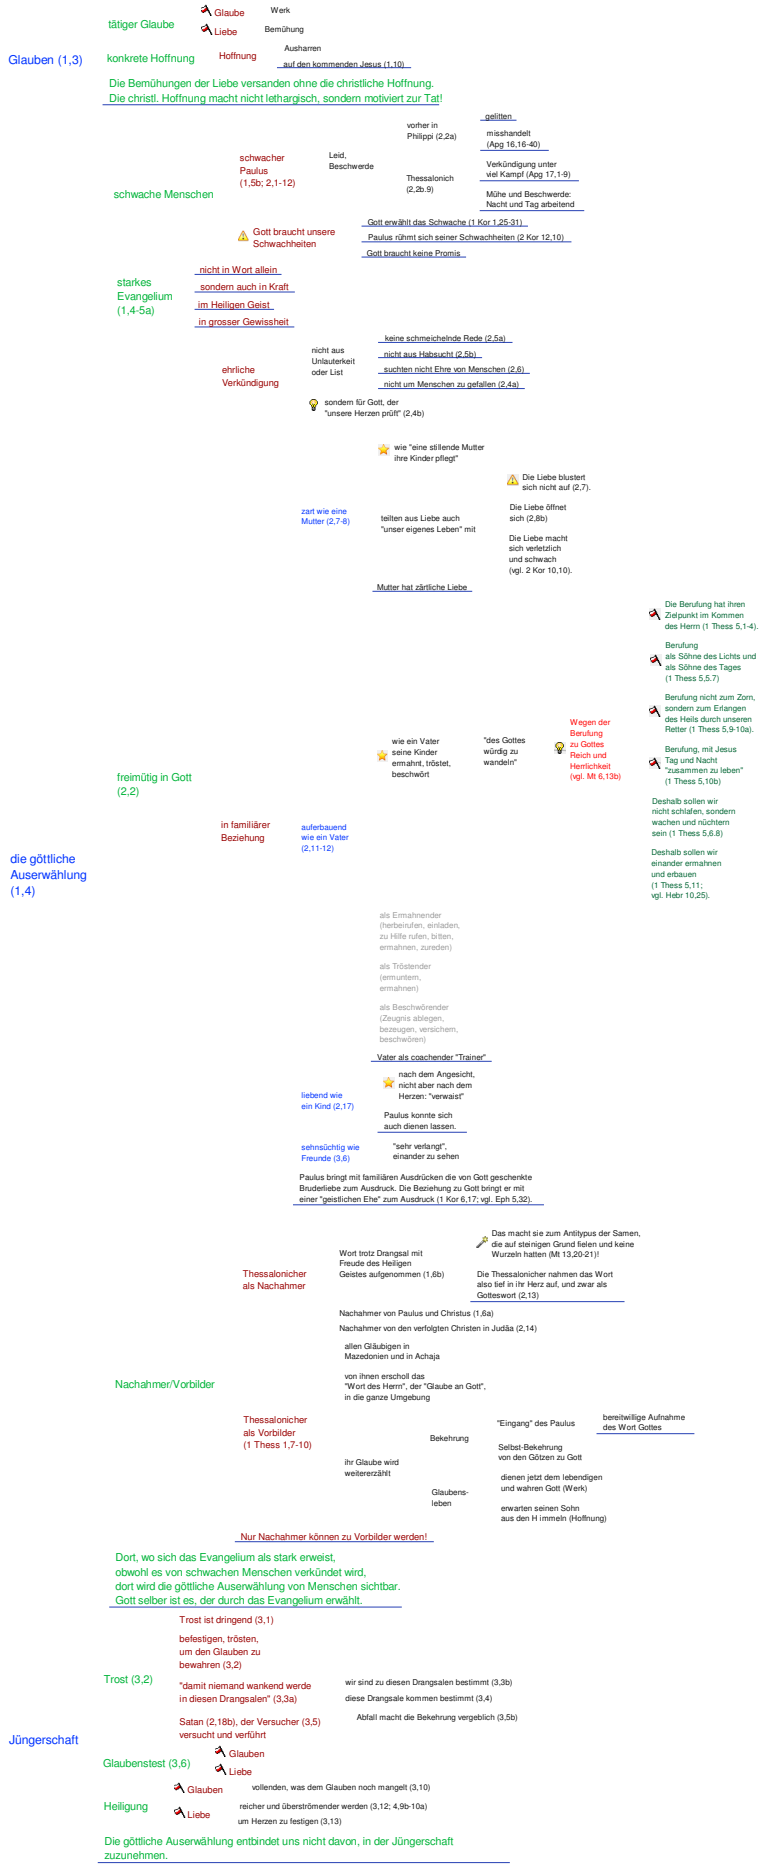 Glauben (1,3)
tätiger Glaube
Glaube
Werk
Liebe
Bemühung
konkrete Hoffnung
Hoffnung
Ausharren
auf den kommenden Jesus (1,10)
Die Bemühungen der Liebe versanden ohne die christliche Hoffnung.
Die christl. Hoffnung macht nicht lethargisch, sondern motiviert zur Tat!
die göttliche
Auserwählung
(1,4)
schwache Menschen
schwacher
Paulus
(1,5b; 2,1-12)
Leid,
Beschwerde
vorher in
Philippi (2,2a)
gelitten
misshandelt
(Apg 16,16-40)
Thessalonich
(2,2b.9)
Verkündigung unter
viel Kampf (Apg 17,1-9)
Mühe und Beschwerde:
Nacht und Tag arbeitend
Gott braucht unsere
Schwachheiten
Gott erwählt das Schwache (1 Kor 1,25-31)
Paulus rühmt sich seiner Schwachheiten (2 Kor 12,10)
Gott braucht keine Promis
starkes
Evangelium
(1,4-5a)
nicht in Wort allein
sondern auch in Kraft
im Heiligen Geist
in grosser Gewissheit
freimütig in Gott
(2,2)
ehrliche
Verkündigung
nicht aus
Unlauterkeit
oder List
keine schmeichelnde Rede (2,5a)
nicht aus Habsucht (2,5b)
suchten nicht Ehre von Menschen (2,6)
nicht um Menschen zu gefallen (2,4a)
sondern für Gott, der
"unsere Herzen prüft" (2,4b)
in familiärer
Beziehung
zart wie eine
Mutter (2,7-8)
wie "eine stillende Mutter
ihre Kinder pflegt"
teilten aus Liebe auch
"unser eigenes Leben" mit
Die Liebe blustert
sich nicht auf (2,7).
Die Liebe öffnet
sich (2,8b)
Die Liebe macht
sich verletzlich
und schwach
(vgl. 2 Kor 10,10).
Mutter hat zärtliche Liebe
auferbauend
wie ein Vater
(2,11-12)
wie ein Vater
seine Kinder
ermahnt, tröstet,
beschwört
"des Gottes
würdig zu
wandeln"
Wegen der
Berufung
zu Gottes
Reich und
Herrlichkeit
(vgl. Mt 6,13b)
Die Berufung hat ihren
Zielpunkt im Kommen
des Herrn (1 Thess 5,1-4).
Berufung
als Söhne des Lichts und
als Söhne des Tages
(1 Thess 5,5.7)
Berufung nicht zum Zorn,
sondern zum Erlangen
des Heils durch unseren
Retter (1 Thess 5,9-10a).
Berufung, mit Jesus
Tag und Nacht
"zusammen zu leben"
(1 Thess 5,10b)
Deshalb sollen wir
nicht schlafen, sondern
wachen und nüchtern
sein (1 Thess 5,6.8)
Deshalb sollen wir
einander ermahnen
und erbauen
(1 Thess 5,11;
vgl. Hebr 10,25).
als Ermahnender
(herbeirufen, einladen,
zu Hilfe rufen, bitten,
ermahnen, zureden)
als Tröstender
(ermuntern,
ermahnen)
als Beschwörender
(Zeugnis ablegen,
bezeugen, versichern,
beschwören)
Vater als coachender "Trainer"
liebend wie
ein Kind (2,17)
nach dem Angesicht,
nicht aber nach dem
Herzen: "verwaist"
Paulus konnte sich
auch dienen lassen.
sehnsüchtig wie
Freunde (3,6)
"sehr verlangt",
einander zu sehen
Paulus bringt mit familiären Ausdrücken die von Gott geschenkte
Bruderliebe zum Ausdruck. Die Beziehung zu Gott bringt er mit
einer "geistlichen Ehe" zum Ausdruck (1 Kor 6,17; vgl. Eph 5,32).
Nachahmer/Vorbilder
Thessalonicher
als Nachahmer
Wort trotz Drangsal mit
Freude des Heiligen
Geistes aufgenommen (1,6b)
Das macht sie zum Antitypus der Samen,
die auf steinigen Grund fielen und keine
Wurzeln hatten (Mt 13,20-21)!
Die Thessalonicher nahmen das Wort
also tief in ihr Herz auf, und zwar als
Gotteswort (2,13)
Nachahmer von Paulus und Christus (1,6a)
Nachahmer von den verfolgten Christen in Judäa (2,14)
Thessalonicher
als Vorbilder
(1 Thess 1,7-10)
allen Gläubigen in
Mazedonien und in Achaja
von ihnen erscholl das
"Wort des Herrn", der "Glaube an Gott",
in die ganze Umgebung
ihr Glaube wird
weitererzählt
Bekehrung
"Eingang" des Paulus
bereitwillige Aufnahme
des Wort Gottes
Selbst-Bekehrung
von den Götzen zu Gott
Glaubens-
leben
dienen jetzt dem lebendigen
und wahren Gott (Werk)
erwarten seinen Sohn
aus den H immeln (Hoffnung)
Nur Nachahmer können zu Vorbilder werden!
Dort, wo sich das Evangelium als stark erweist,
obwohl es von schwachen Menschen verkündet wird,
dort wird die göttliche Auserwählung von Menschen sichtbar.
Gott selber ist es, der durch das Evangelium erwählt.
Jüngerschaft
Trost (3,2)
Trost ist dringend (3,1)
befestigen, trösten,
um den Glauben zu
bewahren (3,2)
"damit niemand wankend werde
in diesen Drangsalen" (3,3a)
wir sind zu diesen Drangsalen bestimmt (3,3b)
diese Drangsale kommen bestimmt (3,4)
Satan (2,18b), der Versucher (3,5)
versucht und verführt
Abfall macht die Bekehrung vergeblich (3,5b)
Glaubenstest (3,6)
Glauben
Liebe
Heiligung
Glauben
vollenden, was dem Glauben noch mangelt (3,10)
Liebe
reicher und überströmender werden (3,12; 4,9b-10a)
um Herzen zu festigen (3,13)
Die göttliche Auserwählung entbindet uns nicht davon, in der Jüngerschaft
zuzunehmen.